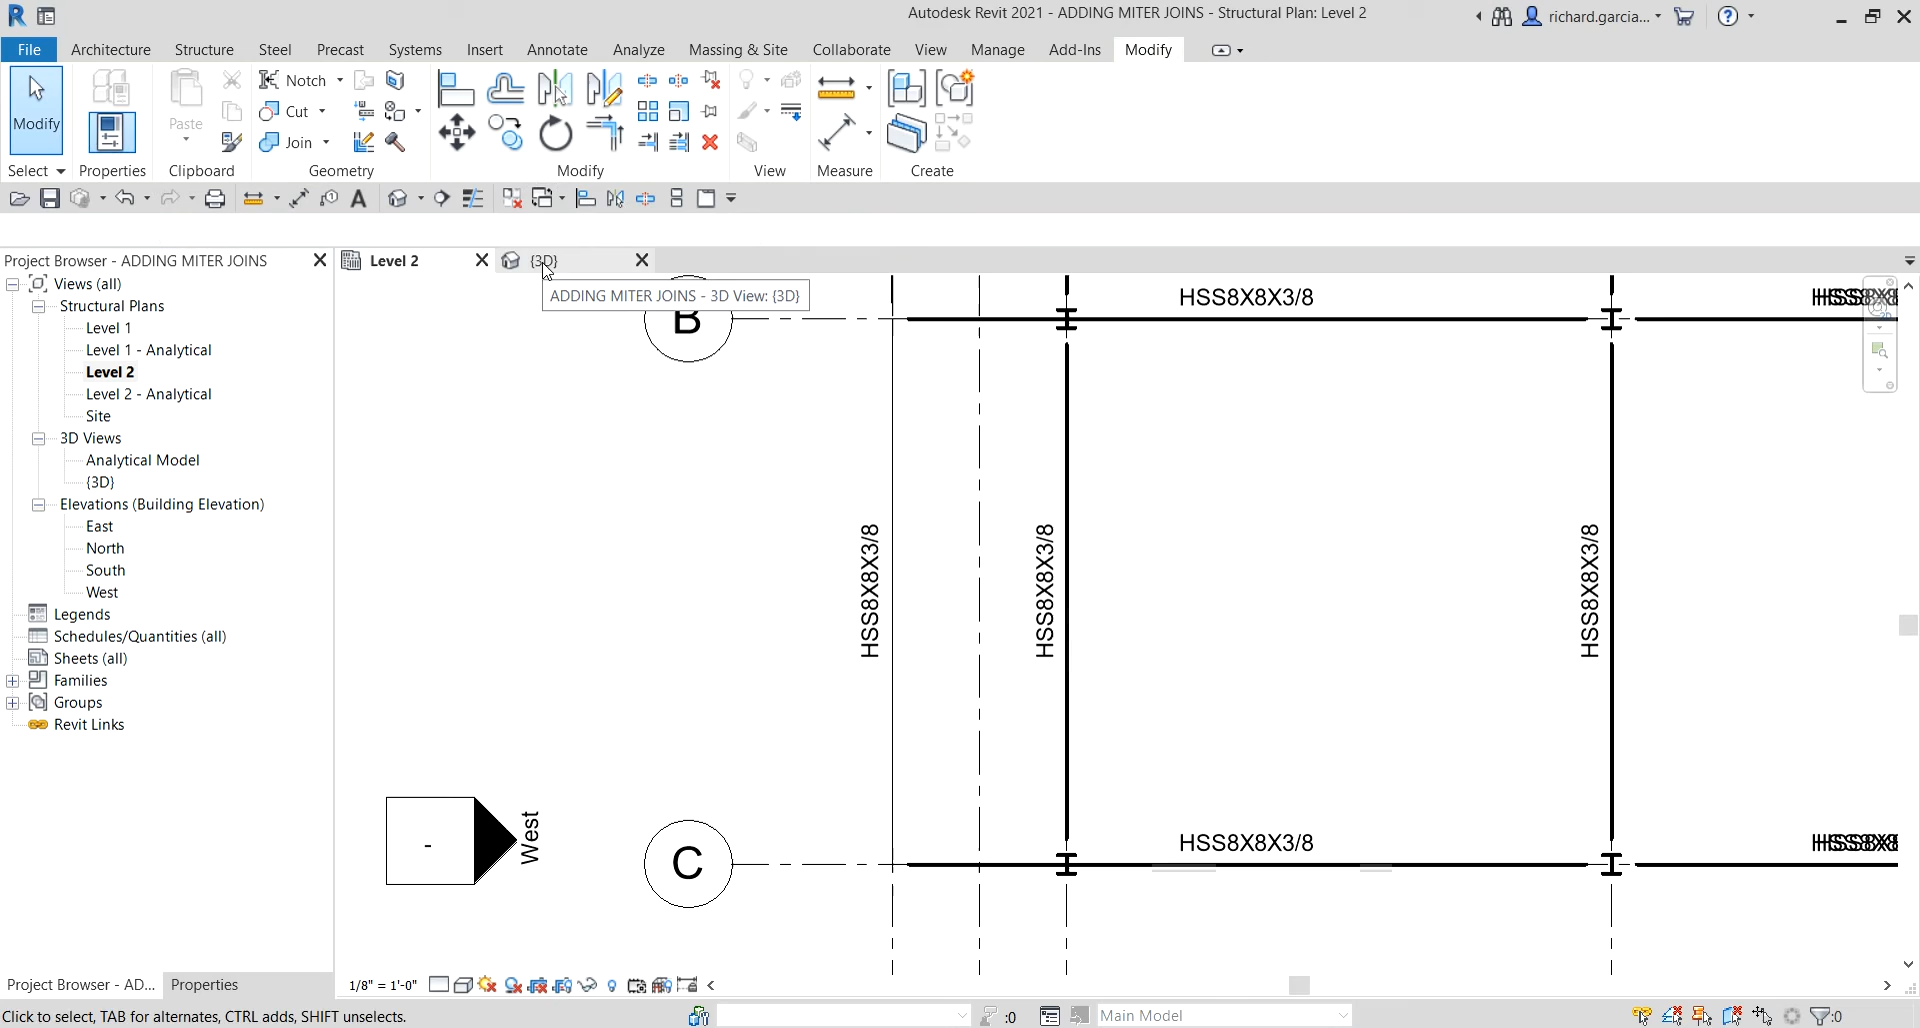 Autodesk Revit 2021 - ADDING MITER JOINS - Structural Plan: Level 2
richard.garcia...
File Architecture Structure Steel Precast Systems Insert Annotate Analyze Massing & Site Collaborate View Manage Add-Ins Modify
Modify
Paste
Notch
Cut
Join
Select Properties Clipboard Geometry Modify View Measure Create
Project Browser - ADDING MITER JOINS
Level 2
{3D}
ADDING MITER JOINS - 3D View: {3D}
Views (all)
Structural Plans
Level 1
Level 1 - Analytical
Level 2
Level 2 - Analytical
Site
3D Views
Analytical Model
{3D}
Elevations (Building Elevation)
East
North
South
West
Legends
Schedules/Quantities (all)
Sheets (all)
Families
Groups
Revit Links
B
HSS8X8X3/8
HSS8X8X3/8
HSS8X8X3/8
HSS8X8X3/8
-
West
C
HSS8X8X3/8
Project Browser - AD... Properties
1/8" = 1'-0"
Click to select, TAB for alternates, CTRL adds, SHIFT unselects.
:0
Main Model
:0